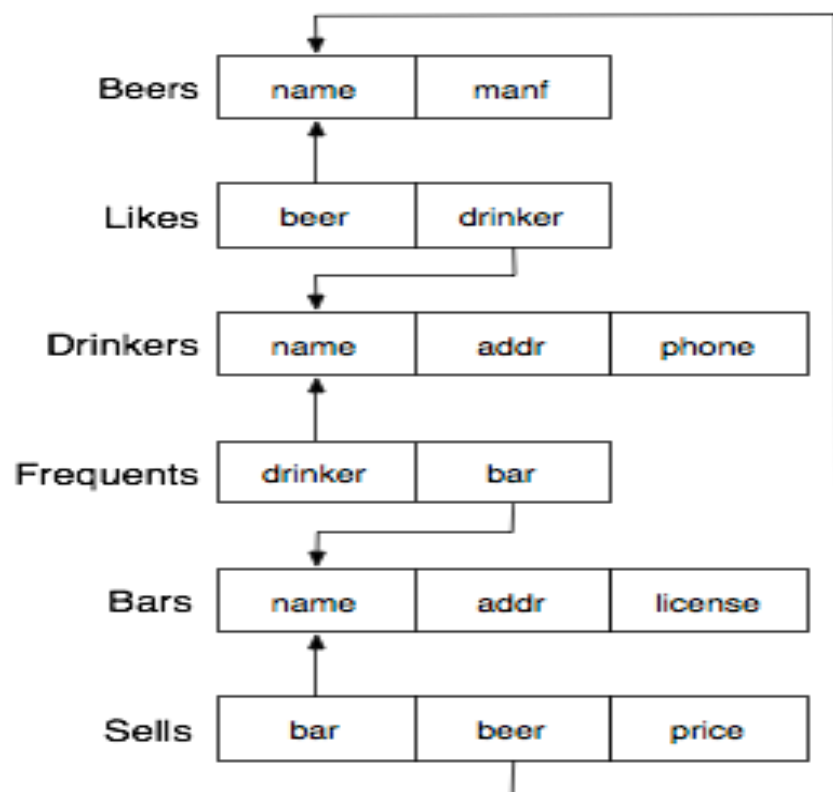 Beers name manf
Likes beer drinker
Drinkers name addr phone
Frequents drinker bar
Bars name addr license
Sells bar beer price